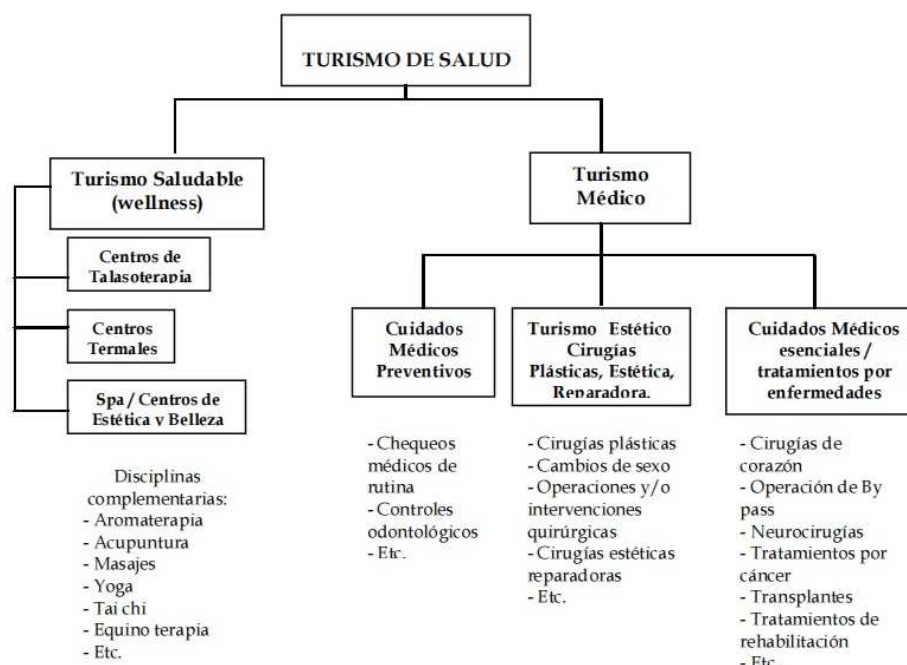 TURISMO DE SALUD
Turismo Saludable
(wellness)
Centros de
Talasoterapia
Centros
Termales
Spa / Centros de
Estética y Belleza
Disciplinas
complementarias:
- Aromaterapia
- Acupuntura
- Masajes
- Yoga
- Tai chi
- Equino terapia
- Etc.
Turismo
Médico
Cuidados
Médicos
Preventivos
- Chequeos
médicos de
rutina
- Controles
odontológicos
- Etc.
Turismo Estético
Cirugías
Plásticas, Estética,
Reparadora.
- Cirugías plásticas
- Cambios de sexo
- Operaciones y/o
intervenciones
quirúrgicas
- Cirugías estéticas
reparadoras
- Etc.
Cuidados Médicos
esenciales /
tratamientos por
enfermedades
- Cirugías de
corazón
- Operación de By
pass
- Neurocirugías
- Tratamientos por
cáncer
- Transplantes
- Tratamientos de
rehabilitación
- Etc